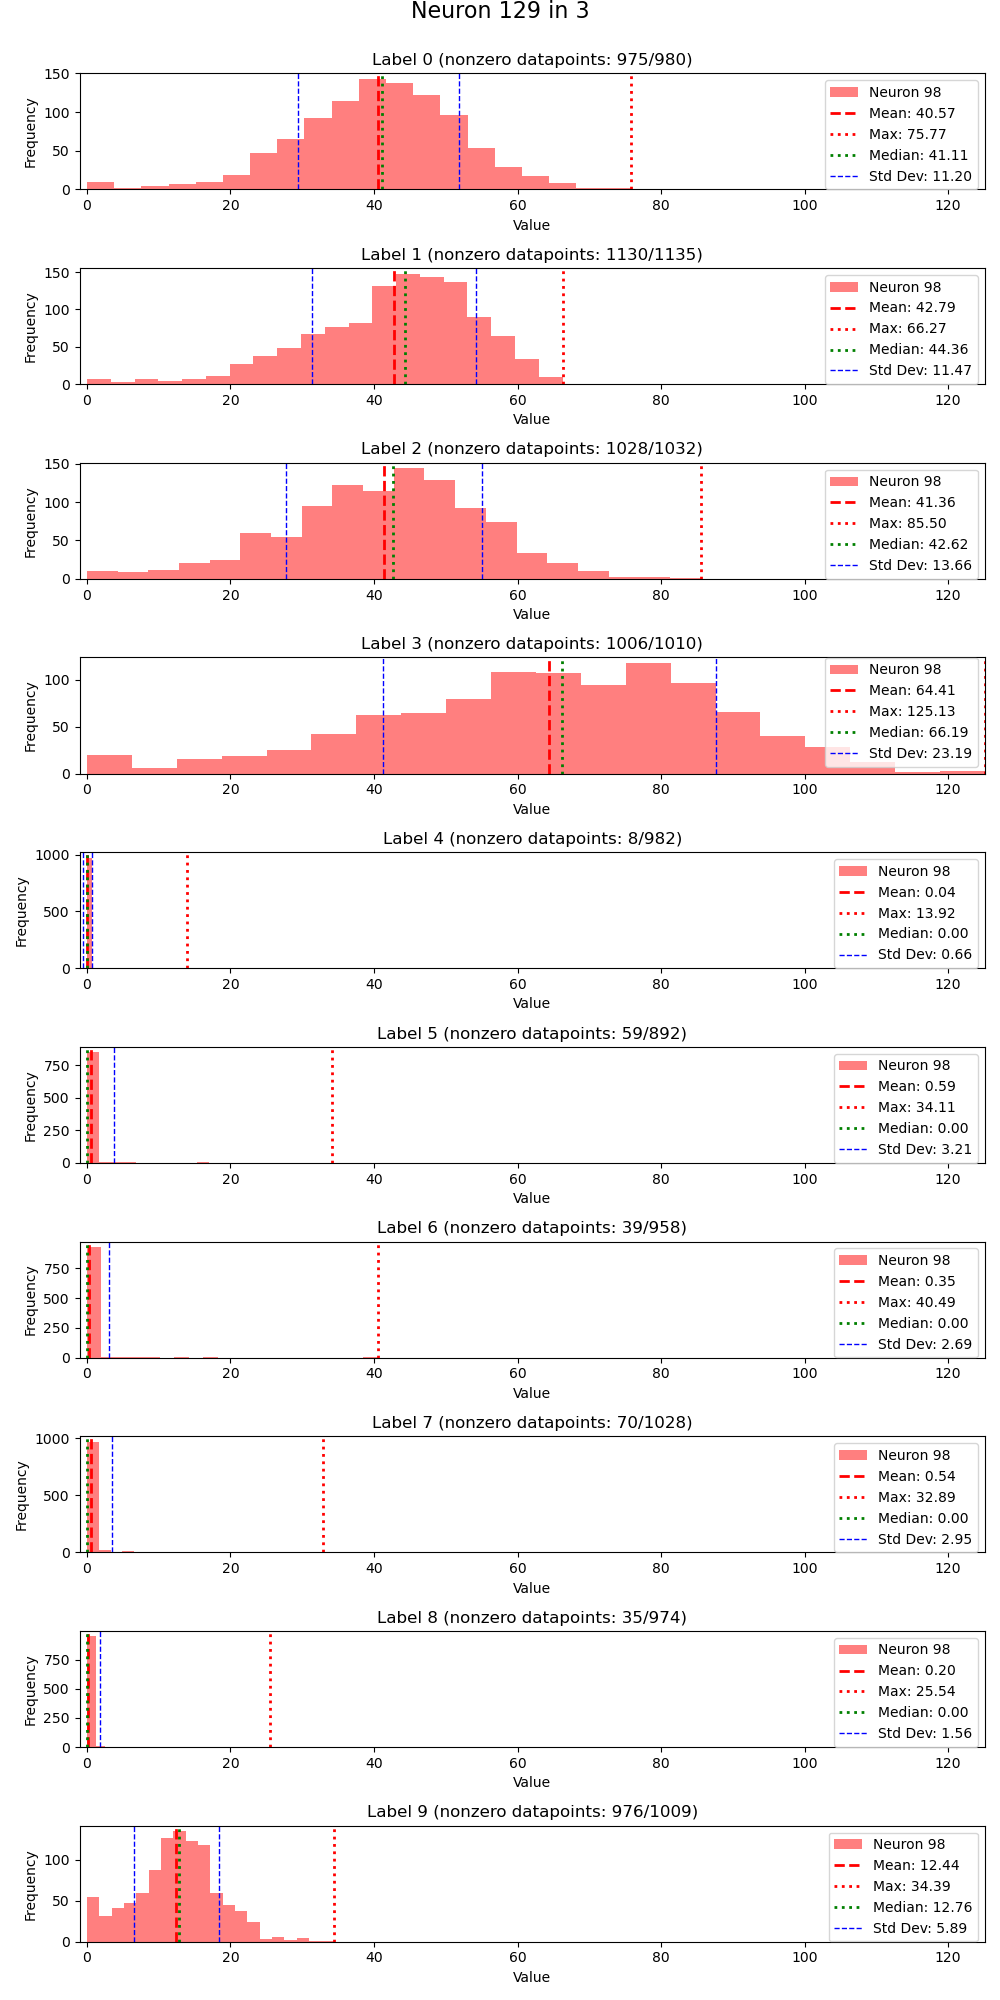 Neuron 129 in 3
Label 0 (nonzero datapoints: 975/980)
Frequency
150
100
50
0
Neuron 98
Mean: 40.57
Max: 75.77
Median: 41.11
Std Dev: 11.20
0 20 40 60 80 100 120
Value
Label 1 (nonzero datapoints: 1130/1135)
Frequency
150
100
50
0
Neuron 98
Mean: 42.79
Max: 66.27
Median: 44.36
Std Dev: 11.47
0 20 40 60 80 100 120
Value
Label 2 (nonzero datapoints: 1028/1032)
Frequency
150
100
50
0
Neuron 98
Mean: 41.36
Max: 85.50
Median: 42.62
Std Dev: 13.66
0 20 40 60 80 100 120
Value
Label 3 (nonzero datapoints: 1006/1010)
Frequency
100
50
0
Neuron 98
Mean: 64.41
Max: 125.13
Median: 66.19
Std Dev: 23.19
0 20 40 60 80 100 120
Value
Label 4 (nonzero datapoints: 8/982)
Frequency
1000
500
0
Neuron 98
Mean: 0.04
Max: 13.92
Median: 0.00
Std Dev: 0.66
0 20 40 60 80 100 120
Value
Label 5 (nonzero datapoints: 59/892)
Frequency
750
500
250
0
Neuron 98
Mean: 0.59
Max: 34.11
Median: 0.00
Std Dev: 3.21
0 20 40 60 80 100 120
Value
Label 6 (nonzero datapoints: 39/958)
Frequency
750
500
250
0
Neuron 98
Mean: 0.35
Max: 40.49
Median: 0.00
Std Dev: 2.69
0 20 40 60 80 100 120
Value
Label 7 (nonzero datapoints: 70/1028)
Frequency
1000
500
0
Neuron 98
Mean: 0.54
Max: 32.89
Median: 0.00
Std Dev: 2.95
0 20 40 60 80 100 120
Value
Label 8 (nonzero datapoints: 35/974)
Frequency
750
500
250
0
Neuron 98
Mean: 0.20
Max: 25.54
Median: 0.00
Std Dev: 1.56
0 20 40 60 80 100 120
Value
Label 9 (nonzero datapoints: 976/1009)
Frequency
100
50
0
Neuron 98
Mean: 12.44
Max: 34.39
Median: 12.76
Std Dev: 5.89
0 20 40 60 80 100 120
Value